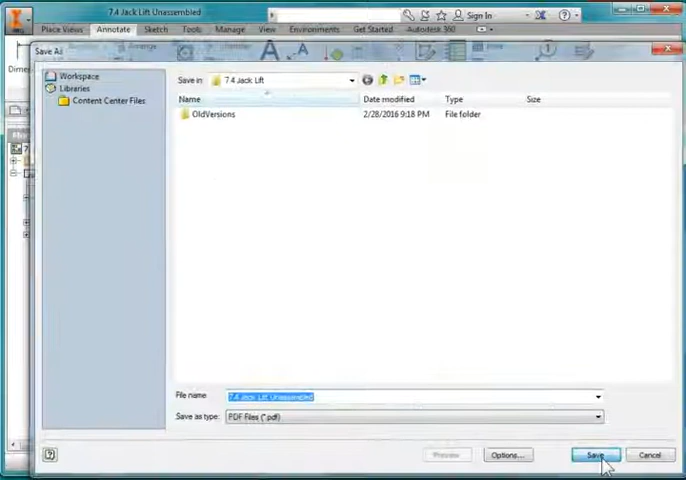 7.4 Jack Lift Unassembled
Sign In
Place Views Annotate Sketch Tools Manage View Environments Get Started Autodesk 360
Save As
Workspace
Libraries
Content Center Files
Save in: 7.4 Jack Lift
Name Date modified Type Size
OldVersions 2/28/2016 9:18 PM File folder
File name: 7.4 Jack Lift Unassembled
Save as type: PDF Files (*.pdf)
Preview Options... Save Cancel